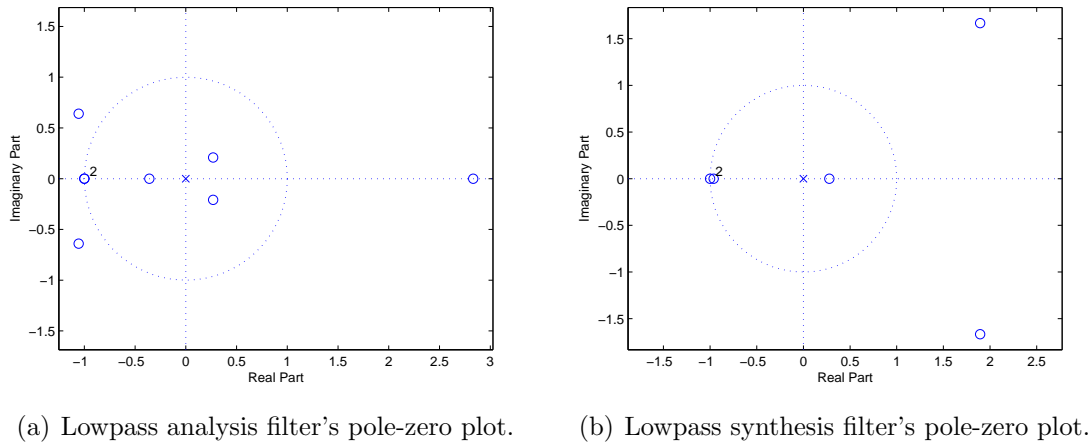 1.5
1
0.5
0
−0.5
−1
−1.5
Imaginary Part
2
−1 −0.5 0 0.5 1 1.5 2 2.5 3
Real Part
1.5
1
0.5
0
−0.5
−1
−1.5
Imaginary Part
2
−1.5 −1 −0.5 0 0.5 1 1.5 2 2.5
Real Part
(a) Lowpass analysis filter's pole-zero plot.
(b) Lowpass synthesis filter's pole-zero plot.